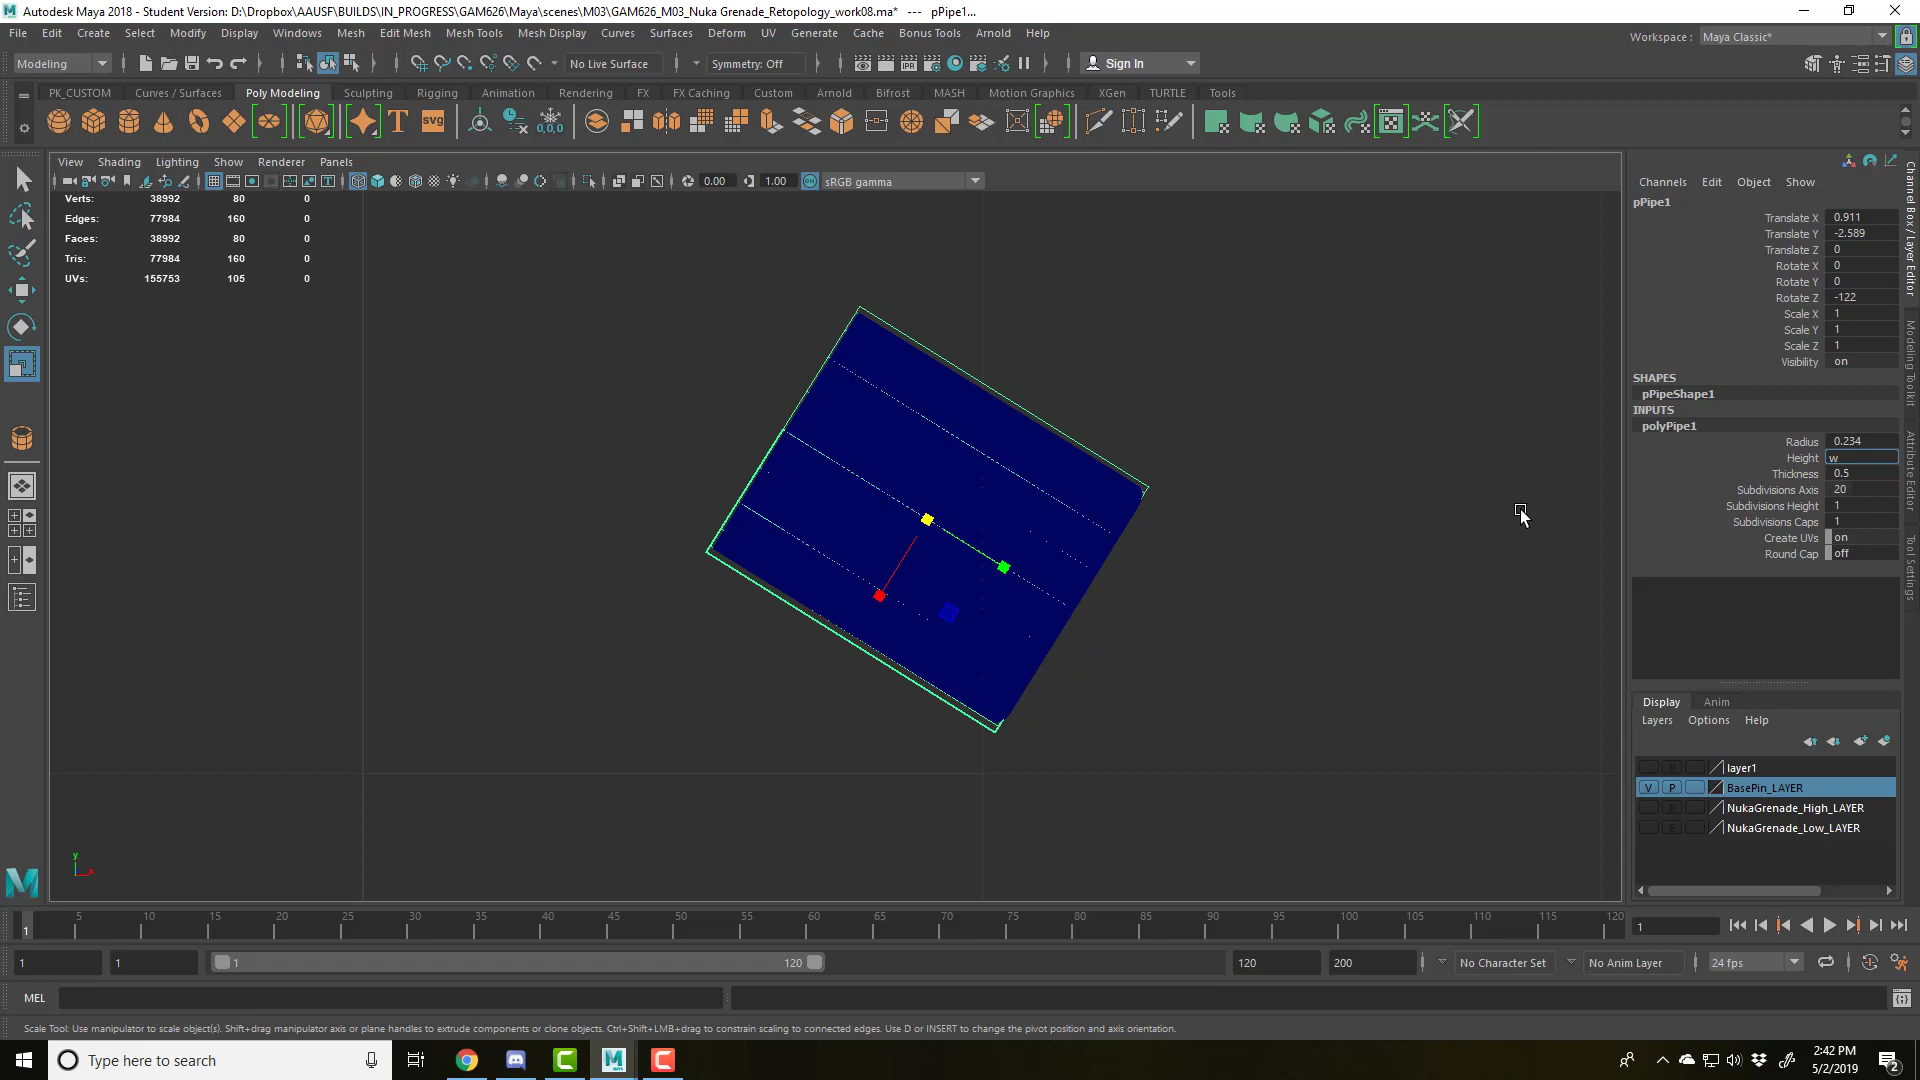 Autodesk Maya 2018 - Student Version: D:\Dropbox\AAUSF\BUILDS\IN_PROGRESS\GAM626\Maya\scenes\M03\GAM626_M03_Nuka Grenade_Retopology_work08.ma* --- pPipe1...
File Edit Create Select Modify Display Windows Mesh Edit Mesh Mesh Tools Mesh Display Curves Surfaces Deform UV Generate Cache Bonus Tools Arnold Help
Workspace : Maya Classic*
Modeling
No Live Surface
Symmetry: Off
Sign In
PK_CUSTOM Curves / Surfaces Poly Modeling Sculpting Rigging Animation Rendering FX FX Caching Custom Arnold Bifrost MASH Motion Graphics XGen TURTLE Tools
View Shading Lighting Show Renderer Panels
0.00 1.00 sRGB gamma
Verts: 38992 80 0
Edges: 77984 160 0
Faces: 38992 80 0
Tris: 77984 160 0
UVs: 155753 105 0
Channels Edit Object Show
pPipe1
Translate X 0.911
Translate Y -2.589
Translate Z 0
Rotate X 0
Rotate Y 0
Rotate Z -122
Scale X 1
Scale Y 1
Scale Z 1
Visibility on
SHAPES
pPipeShape1
INPUTS
polyPipe1
Radius 0.234
Height w
Thickness 0.5
Subdivisions Axis 20
Subdivisions Height 1
Subdivisions Caps 1
Create UVs on
Round Cap off
Channel Box / Layer Editor
Modeling Toolkit
Attribute Editor
Tool Settings
Display Anim
Layers Options Help
layer1
V P BasePin_LAYER
NukaGrenade_High_LAYER
NukaGrenade_Low_LAYER
y
x
5 10 15 20 25 30 35 40 45 50 55 60 65 70 75 80 85 90 95 100 105 110 115 120
1
1
1 1 1 120 120 200 No Character Set No Anim Layer 24 fps
MEL
Scale Tool: Use manipulator to scale object(s). Shift+drag manipulator axis or plane handles to extrude components or clone objects. Ctrl+Shift+LMB+drag to constrain scaling to connected edges. Use D or INSERT to change the pivot position and axis orientation.
Type here to search
2:42 PM
5/2/2019
2